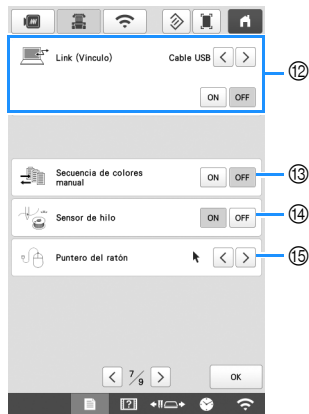 Link (Vínculo)
Cable USB
ON OFF
⑫
Secuencia de colores
manual
ON OFF
⑬
Sensor de hilo
ON OFF
⑭
Puntero del ratón
⑮
7/9
OK